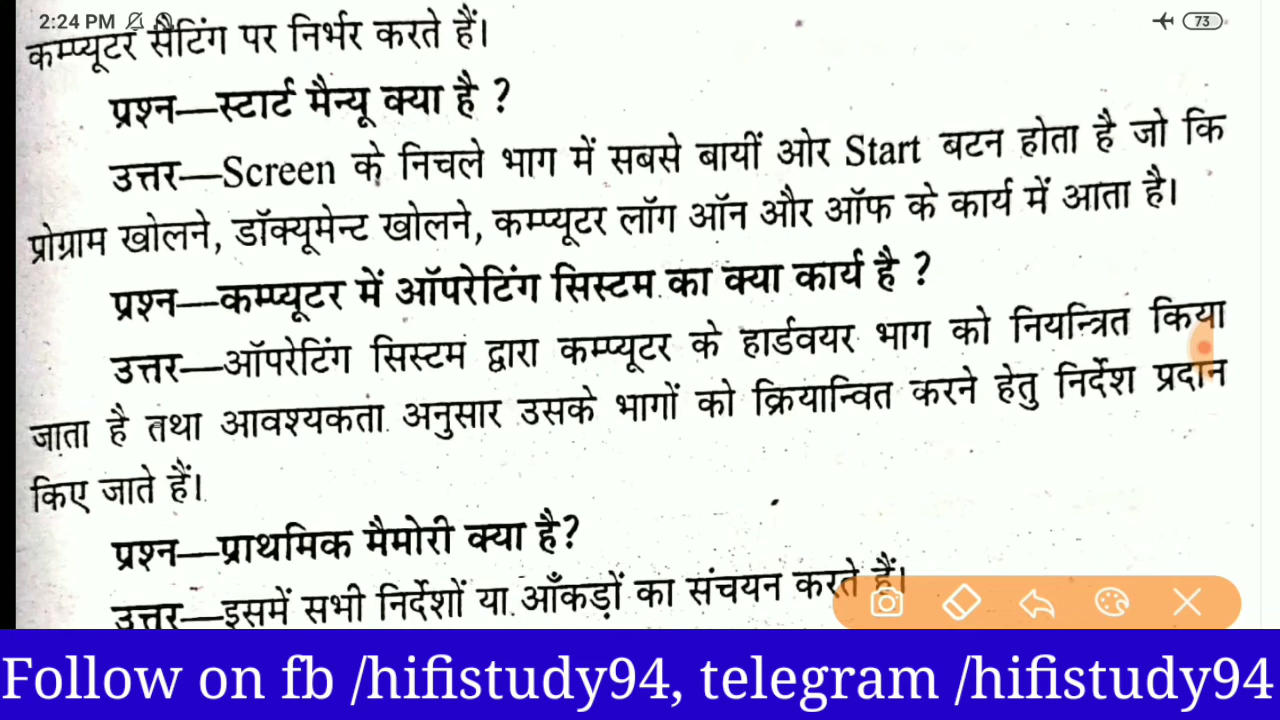 2:24 PM
73
कम्प्यूटर सैटिंग पर निर्भर करते हैं।
प्रश्न—स्टार्ट मैन्यू क्या है ?
उत्तर—Screen के निचले भाग में सबसे बायीं ओर Start बटन होता है जो कि
प्रोग्राम खोलने, डॉक्यूमेन्ट खोलने, कम्प्यूटर लॉग ऑन और ऑफ के कार्य में आता है।
प्रश्न—कम्प्यूटर में ऑपरेटिंग सिस्टम का क्या कार्य है ?
उत्तर—ऑपरेटिंग सिस्टम द्वारा कम्प्यूटर के हार्डवयर भाग को नियन्त्रित किया
जाता है तथा आवश्यकता अनुसार उसके भागों को क्रियान्वित करने हेतु निर्देश प्रदान
किए जाते हैं।
प्रश्न—प्राथमिक मैमोरी क्या है?
उत्तर—इसमें सभी निर्देशों या आँकड़ों का संचयन करते हैं।
Follow on fb /hifistudy94, telegram /hifistudy94